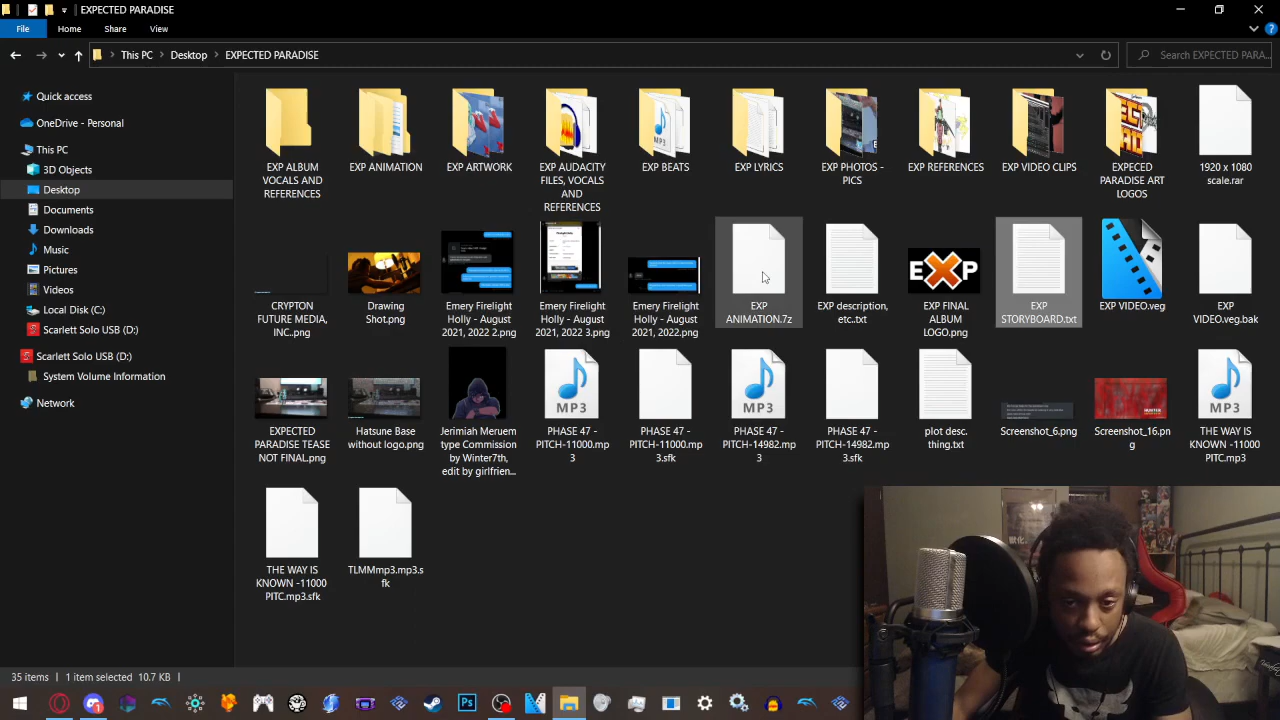 EXPECTED PARADISE
File
Home
Share
View
This PC
Desktop
EXPECTED PARADISE
Search EXPECTED PARA...
Quick access
OneDrive - Personal
This PC
3D Objects
Desktop
Documents
Downloads
Music
Pictures
Videos
Local Disk (C:)
Scarlett Solo USB (D:)
Scarlett Solo USB (D:)
System Volume Information
Network
EXP ALBUM
VOCALS AND
REFERENCES
EXP ANIMATION
EXP ARTWORK
EXP AUDACITY
FILES, VOCALS
AND
REFERENCES
EXP BEATS
EXP LYRICS
EXP PHOTOS -
PICS
EXP REFERENCES
EXP VIDEO CLIPS
EXPECED
PARADISE ART
LOGOS
1920 x 1080
scale.rar
CRYPTON
FUTURE MEDIA,
INC.png
Drawing
Shot.png
Emery Firelight
Holly - August
2021, 2022 2.png
Emery Firelight
Holly - August
2021, 2022 3.png
Emery Firelight
Holly - August
2021, 2022.png
EXP
ANIMATION.7z
EXP description,
etc..txt
EXP
EXP FINAL
ALBUM
LOGO.png
EXP
STORYBOARD.txt
EXP VIDEO.veg
EXP
VIDEO.veg.bak
EXPECTED
PARADISE TEASE
NOT FINAL.png
Hatsune Base
without logo.png
Jerimiah Meruem
type Commission
by Winter7th,
edit by girlfrien...
MP3
PHASE 47 -
PITCH-11000.mp
3
PHASE 47 -
PITCH-11000.mp
3.sfk
MP3
PHASE 47 -
PITCH-14982.mp
3
PHASE 47 -
PITCH-14982.mp
3.sfk
plot desc.
thing.txt
Screenshot_6.png
Screenshot_16.pn
g
MP3
THE WAY IS
KNOWN -11000
PITC.mp3
THE WAY IS
KNOWN -11000
PITC.mp3.sfk
TLMMmp3.mp3.s
fk
35 items
1 item selected
10.7 KB
Ps